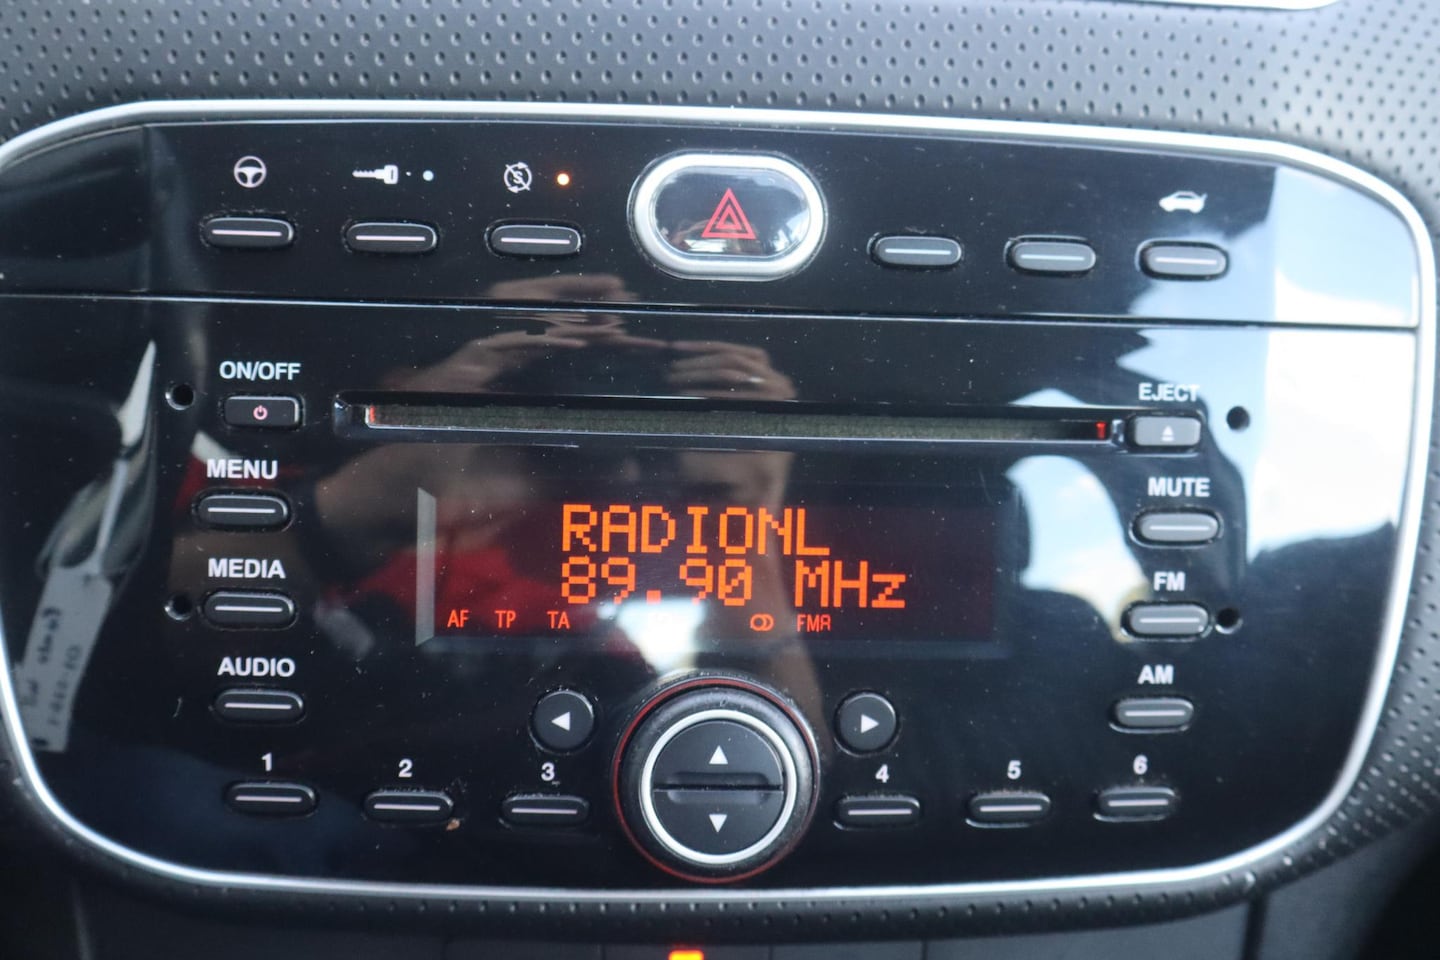 ON/OFF
EJECT
MENU
MUTE
RADIONL
89.90 MHz
MEDIA
FM
AF TP TA FMA
AUDIO
AM
1 2 3 4 5 6